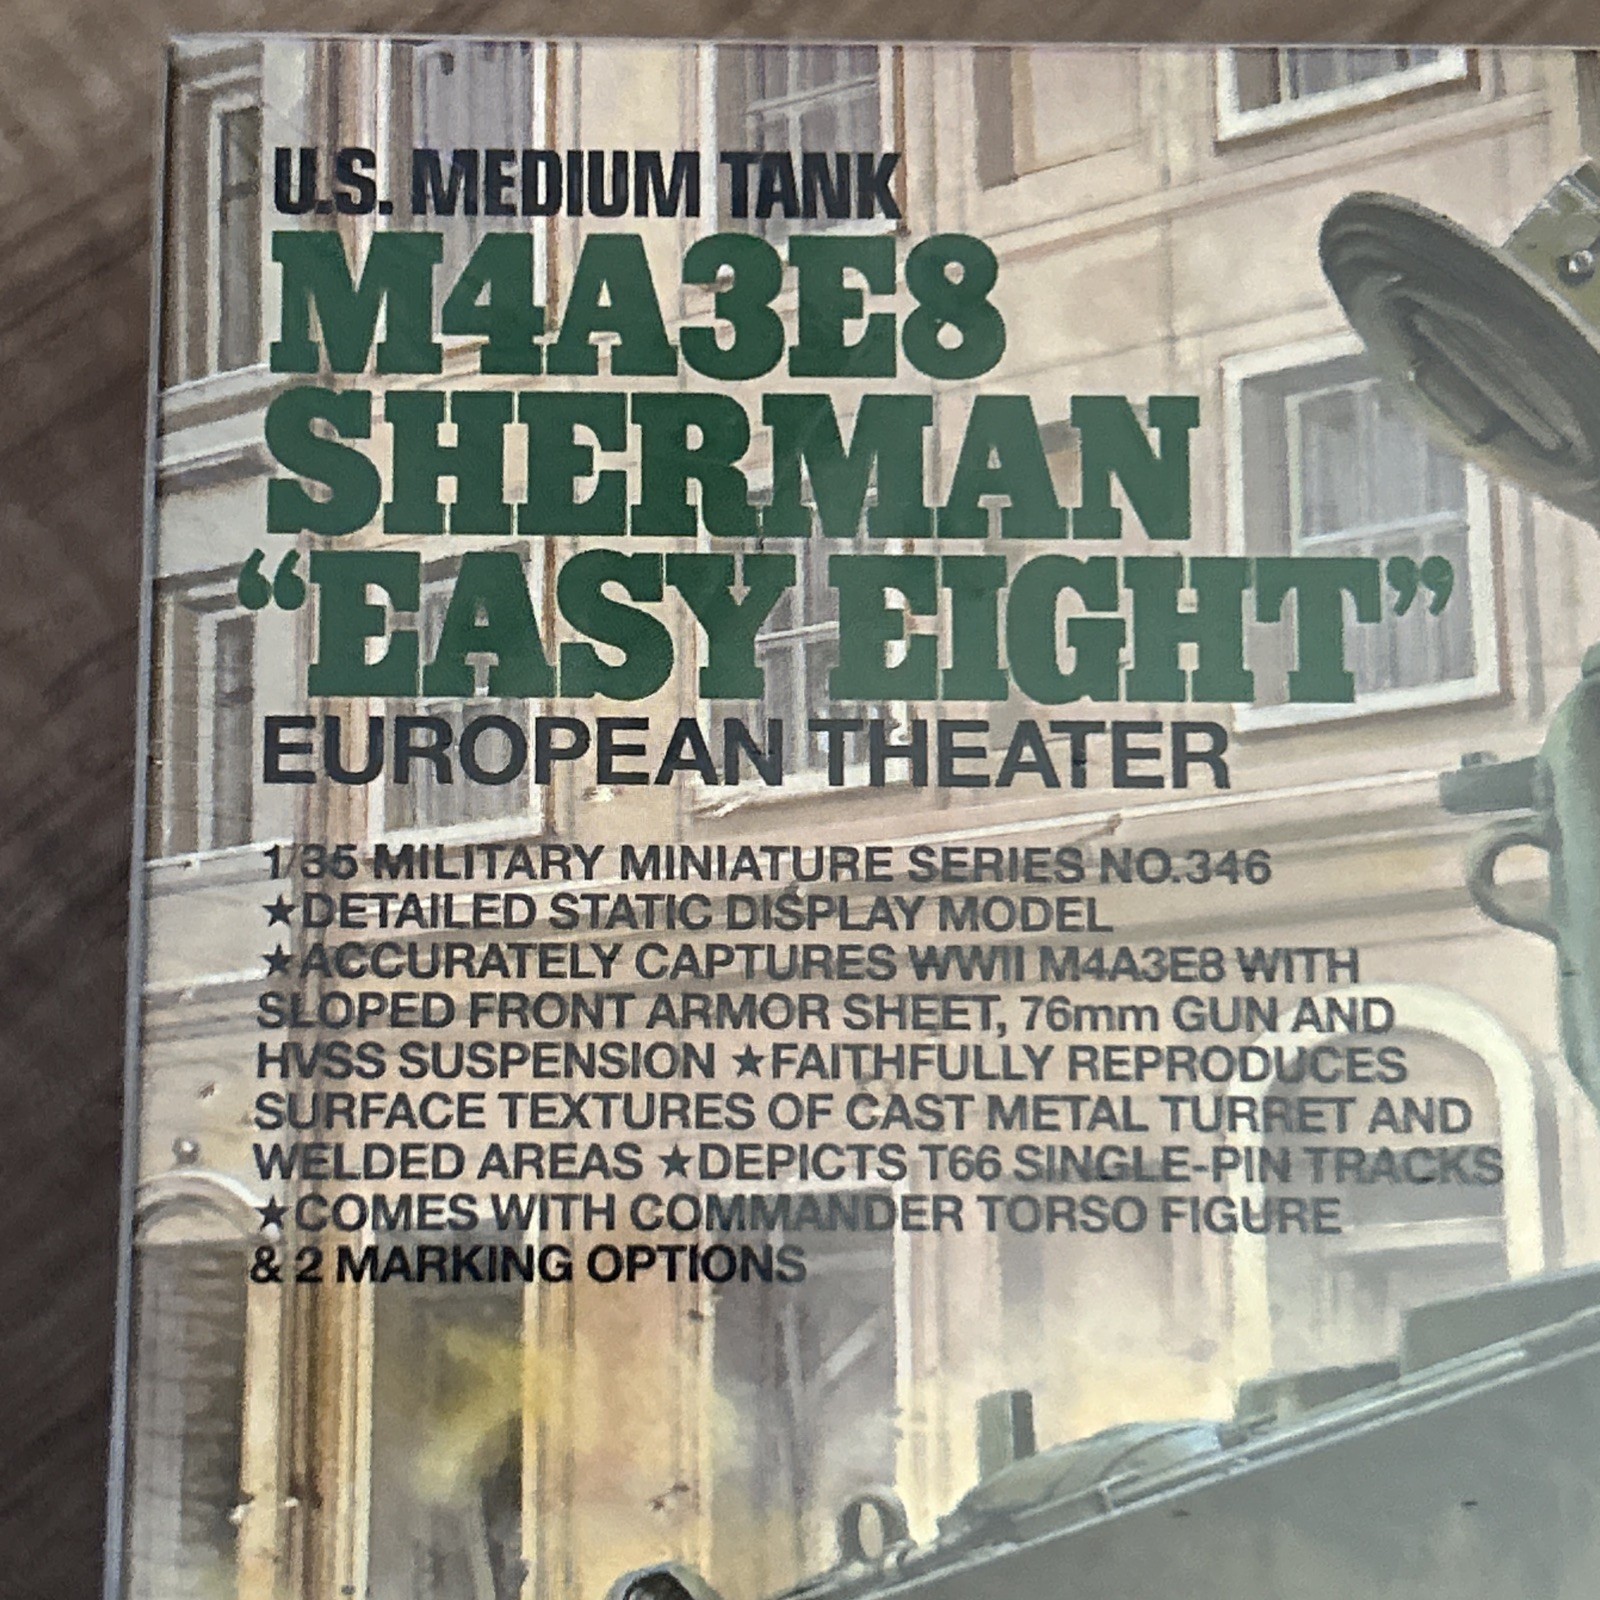 U.S. MEDIUM TANK
M4A3E8
SHERMAN
“EASY EIGHT”
EUROPEAN THEATER
1/35 MILITARY MINIATURE SERIES NO.346
★DETAILED STATIC DISPLAY MODEL
★ACCURATELY CAPTURES WWII M4A3E8 WITH
SLOPED FRONT ARMOR SHEET, 76mm GUN AND
HVSS SUSPENSION ★FAITHFULLY REPRODUCES
SURFACE TEXTURES OF CAST METAL TURRET AND
WELDED AREAS ★DEPICTS T66 SINGLE-PIN TRACKS
★COMES WITH COMMANDER TORSO FIGURE
& 2 MARKING OPTIONS